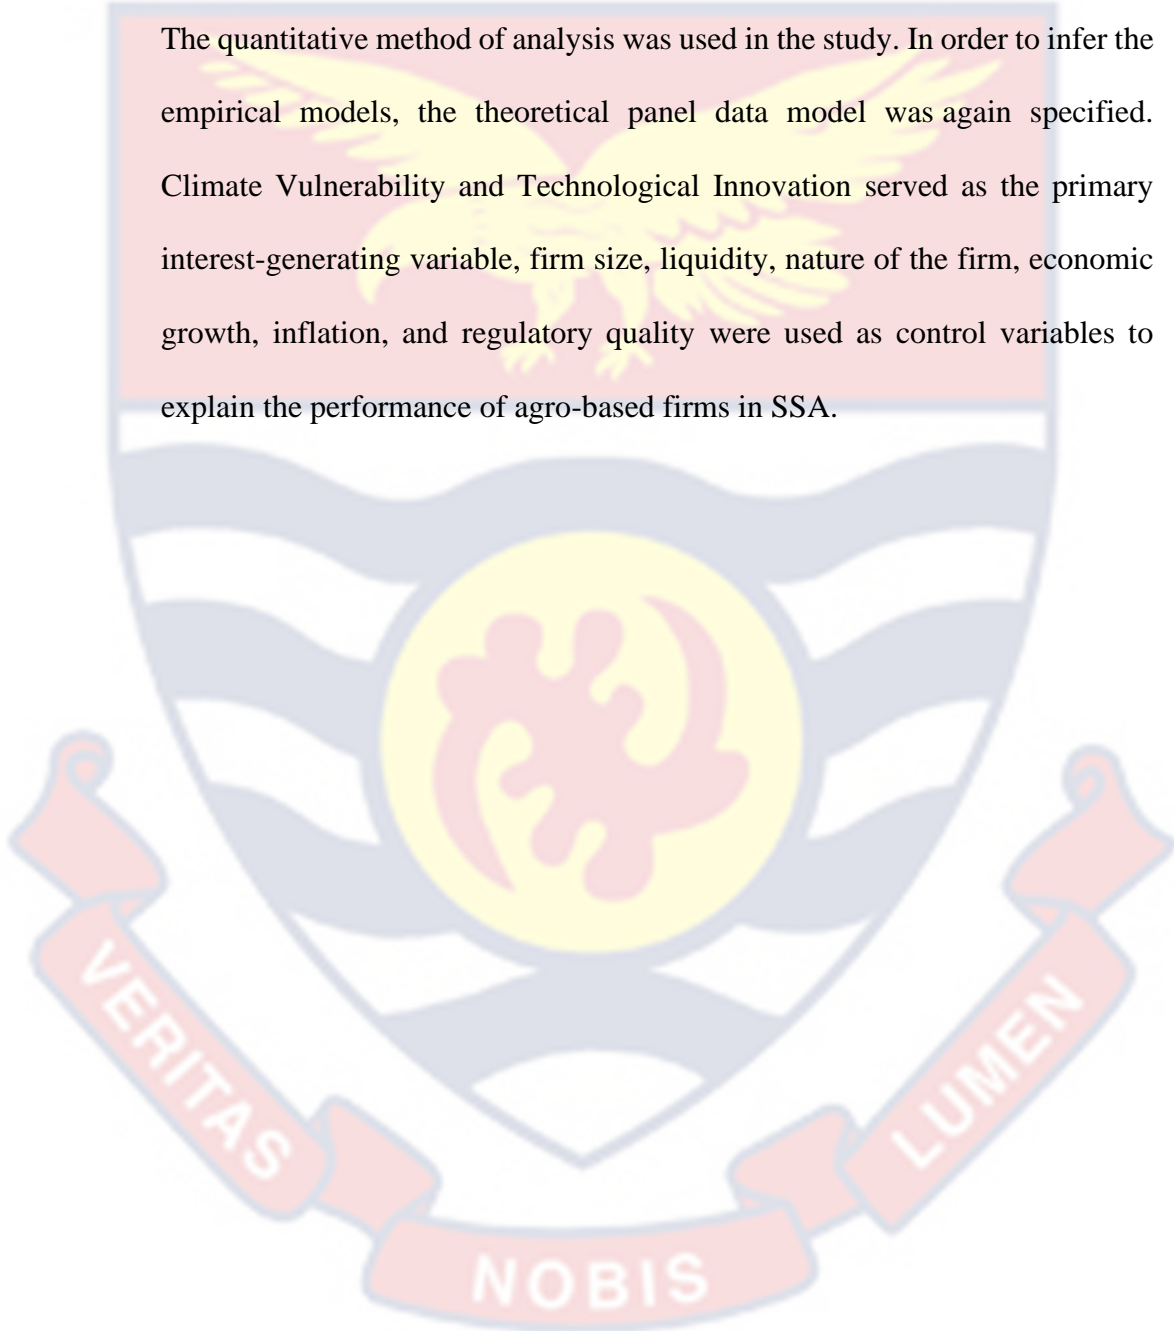 The quantitative method of analysis was used in the study. In order to infer the
empirical models, the theoretical panel data model was again specified.
Climate Vulnerability and Technological Innovation served as the primary
interest-generating variable, firm size, liquidity, nature of the firm, economic
growth, inflation, and regulatory quality were used as control variables to
explain the performance of agro-based firms in SSA.
VERITAS
NOBIS
LUMEN